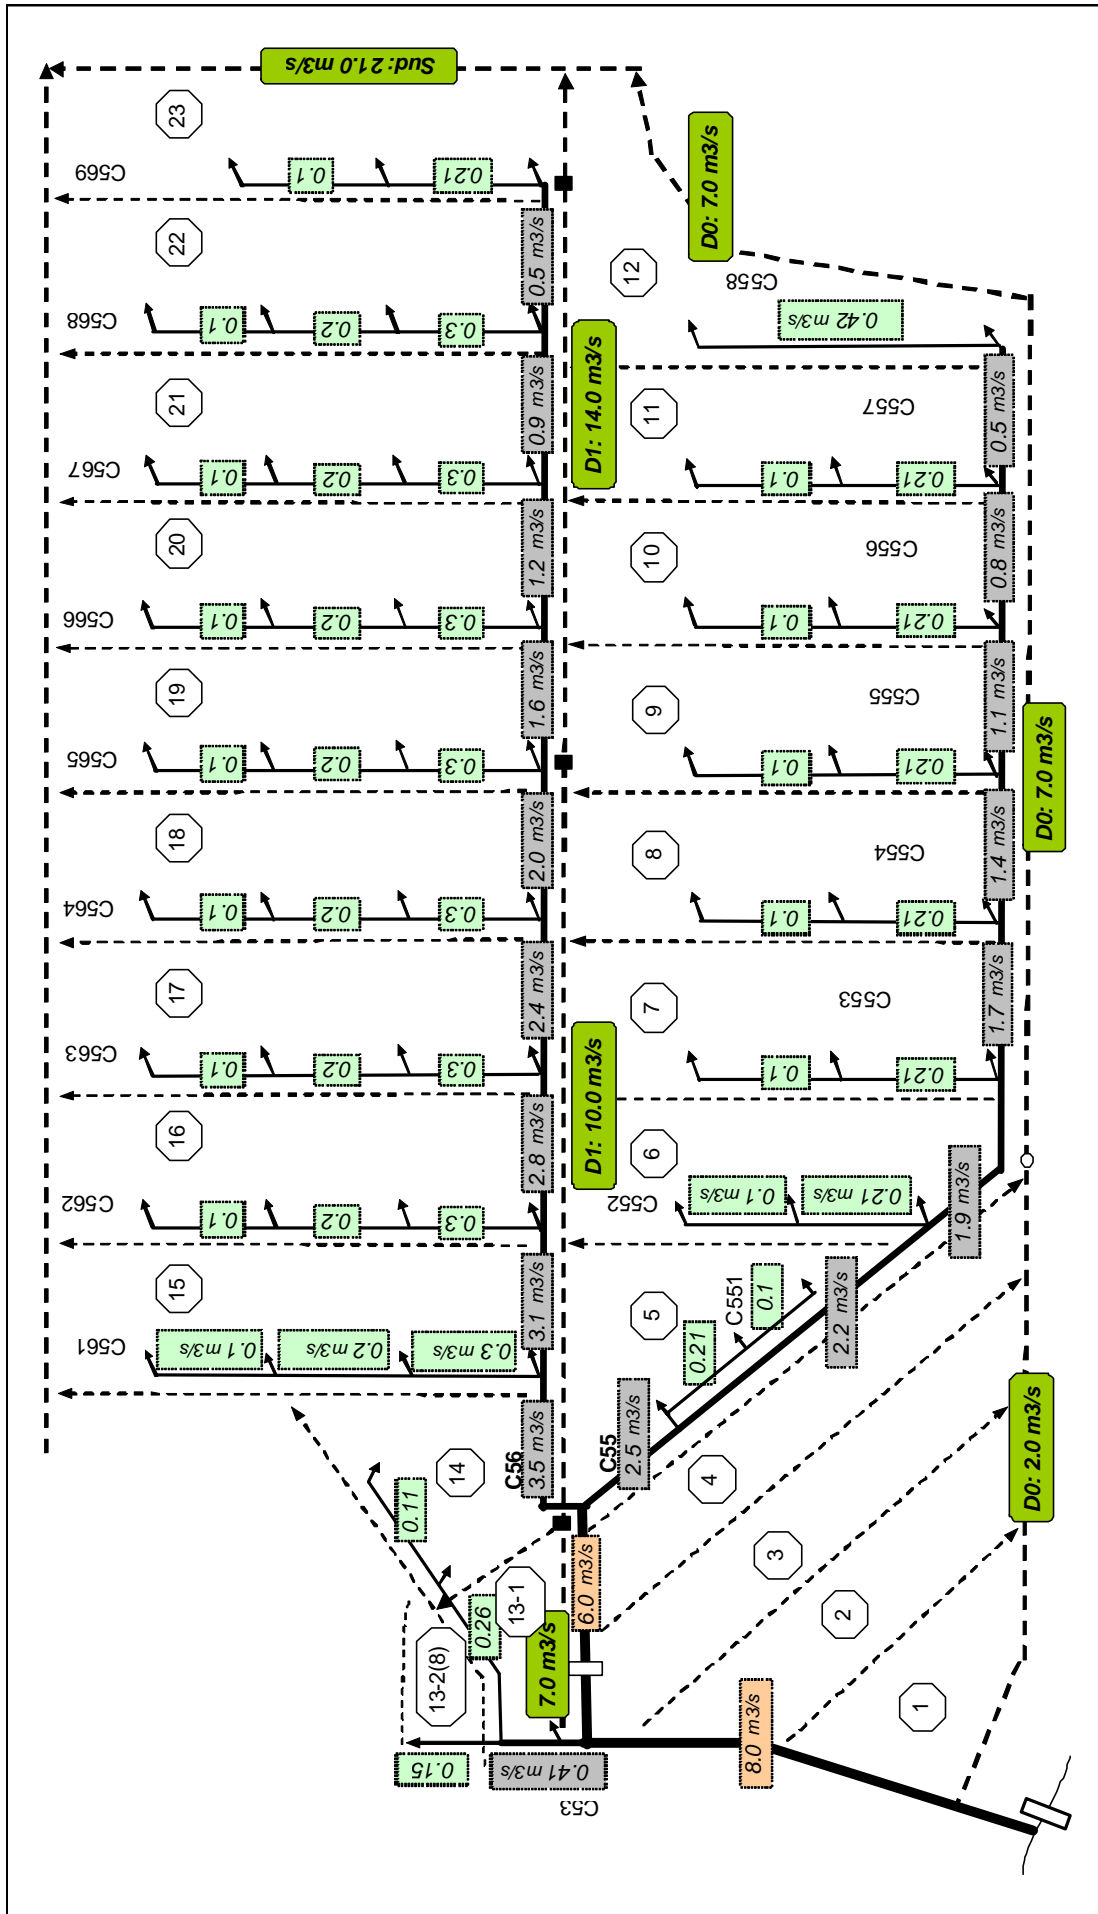 Sud: 21.0 m3/s
23
C569
0.1
0.21
D0: 7.0 m3/s
22
0.5 m3/s
12
C558
C568
0.1
0.2
0.3
0.42 m3/s
D1: 14.0 m3/s
21
0.9 m3/s
11
C557
0.5 m3/s
C567
0.1
0.2
0.3
0.1
0.21
20
1.2 m3/s
10
C556
0.8 m3/s
C566
0.1
0.2
0.3
0.1
0.21
19
1.6 m3/s
9
C555
1.1 m3/s
C565
0.1
0.2
0.3
0.1
0.21
D0: 7.0 m3/s
18
2.0 m3/s
8
C554
1.4 m3/s
C564
0.1
0.2
0.3
0.1
0.21
17
2.4 m3/s
7
C553
1.7 m3/s
C563
0.1
0.2
0.3
0.1
0.21
D1: 10.0 m3/s
16
2.8 m3/s
6
C562
0.1
0.2
0.3
C552
0.1 m3/s
0.21 m3/s
1.9 m3/s
15
3.1 m3/s
5
C551
0.1
0.21
2.2 m3/s
C561
0.1 m3/s
0.2 m3/s
0.3 m3/s
C56
3.5 m3/s
C55
2.5 m3/s
14
4
D0: 2.0 m3/s
0.11
3
13-1
6.0 m3/s
0.26
2
13-2(8)
7.0 m3/s
1
0.15
0.41 m3/s
8.0 m3/s
C53